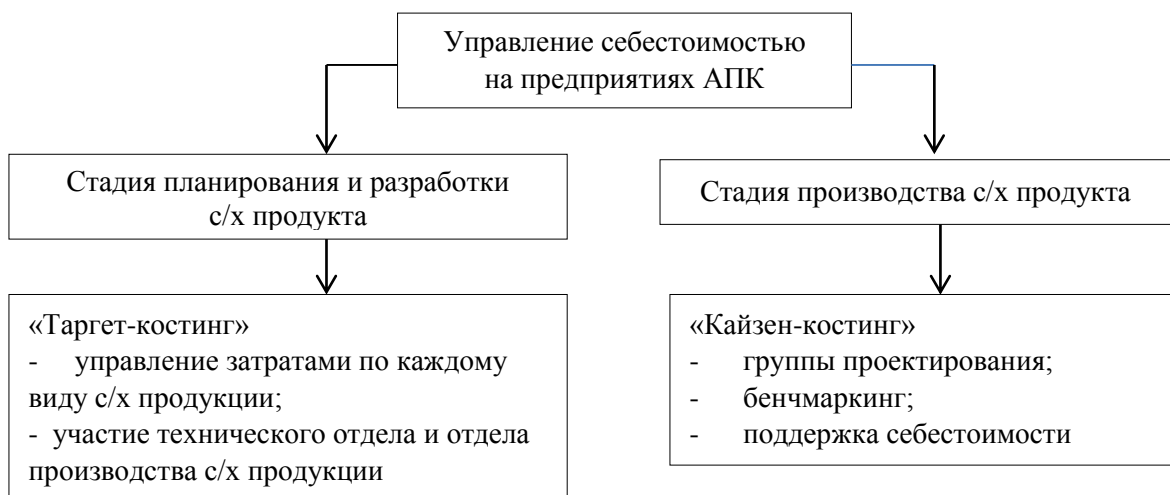 Управление себестоимостью
на предприятиях АПК
Стадия планирования и разработки
с/х продукта
Стадия производства с/х продукта
«Таргет-костинг»
- управление затратами по каждому
виду с/х продукции;
- участие технического отдела и отдела
производства с/х продукции
«Кайзен-костинг»
- группы проектирования;
- бенчмаркинг;
- поддержка себестоимости